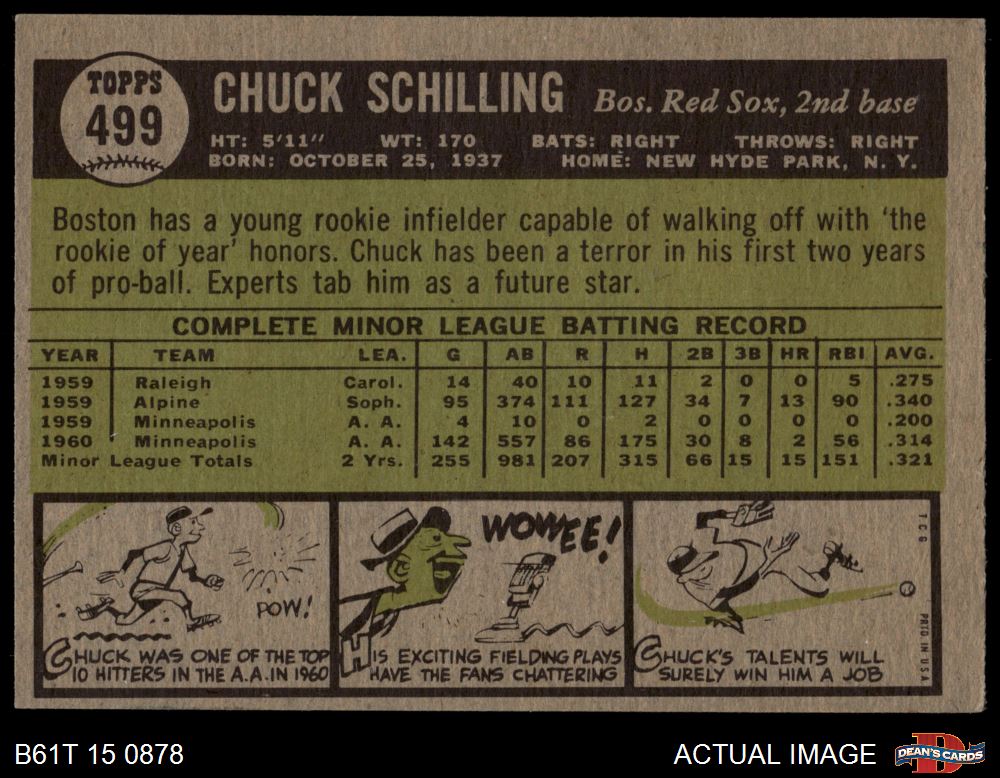 TOPPS
499
CHUCK SCHILLING Bos. Red Sox, 2nd base
HT: 5'11" WT: 170 BATS: RIGHT THROWS: RIGHT
BORN: OCTOBER 25, 1937 HOME: NEW HYDE PARK, N. Y.
Boston has a young rookie infielder capable of walking off with 'the
rookie of year' honors. Chuck has been a terror in his first two years
of pro-ball. Experts tab him as a future star.
COMPLETE MINOR LEAGUE BATTING RECORD
YEAR TEAM LEA. G AB R H 2B 3B HR RBI AVG.
1959 Raleigh Carol. 14 40 10 11 2 0 0 5 .275
1959 Alpine Soph. 95 374 111 127 34 7 13 90 .340
1959 Minneapolis A. A. 4 10 0 2 0 0 0 0 .200
1960 Minneapolis A. A. 142 557 86 175 30 8 2 56 .314
Minor League Totals 2 Yrs. 255 981 207 315 66 15 15 151 .321
POW!
CHUCK WAS ONE OF THE TOP
10 HITTERS IN THE A.A. IN 1960
WOWEE!
HIS EXCITING FIELDING PLAYS
HAVE THE FANS CHATTERING
CHUCK'S TALENTS WILL
SURELY WIN HIM A JOB
T.C.G.
PRTD. IN U.S.A.
B61T 15 0878
ACTUAL IMAGE
DEAN'S CARDS